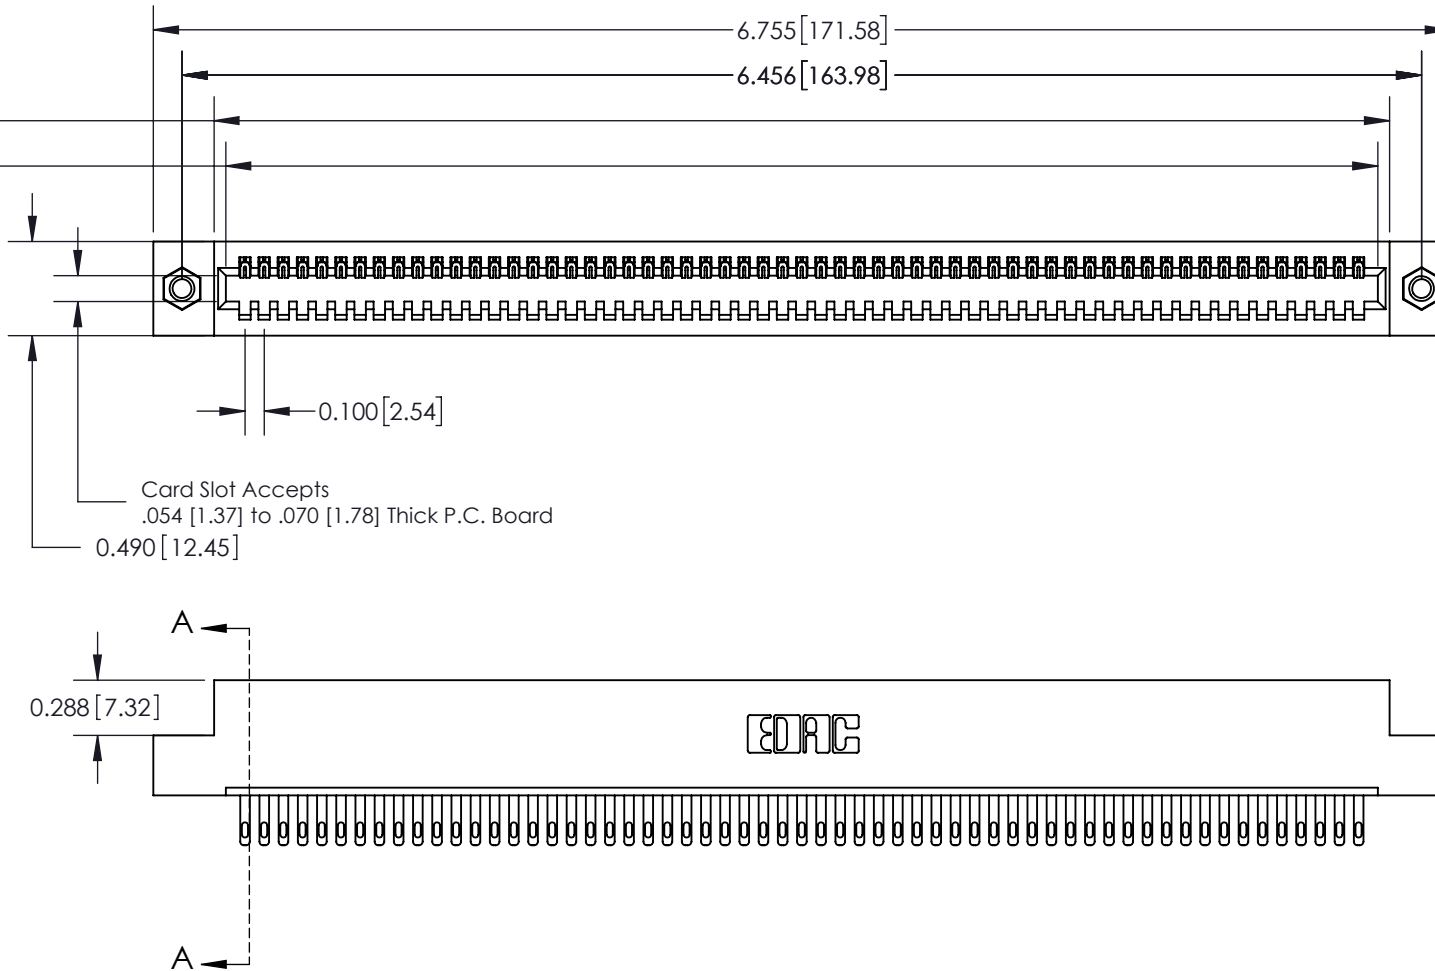 6.755[171.58]
6.456[163.98]
0.100[2.54]
Card Slot Accepts
.054 [1.37] to .070 [1.78] Thick P.C. Board
0.490[12.45]
A
0.288[7.32]
EDAC
A